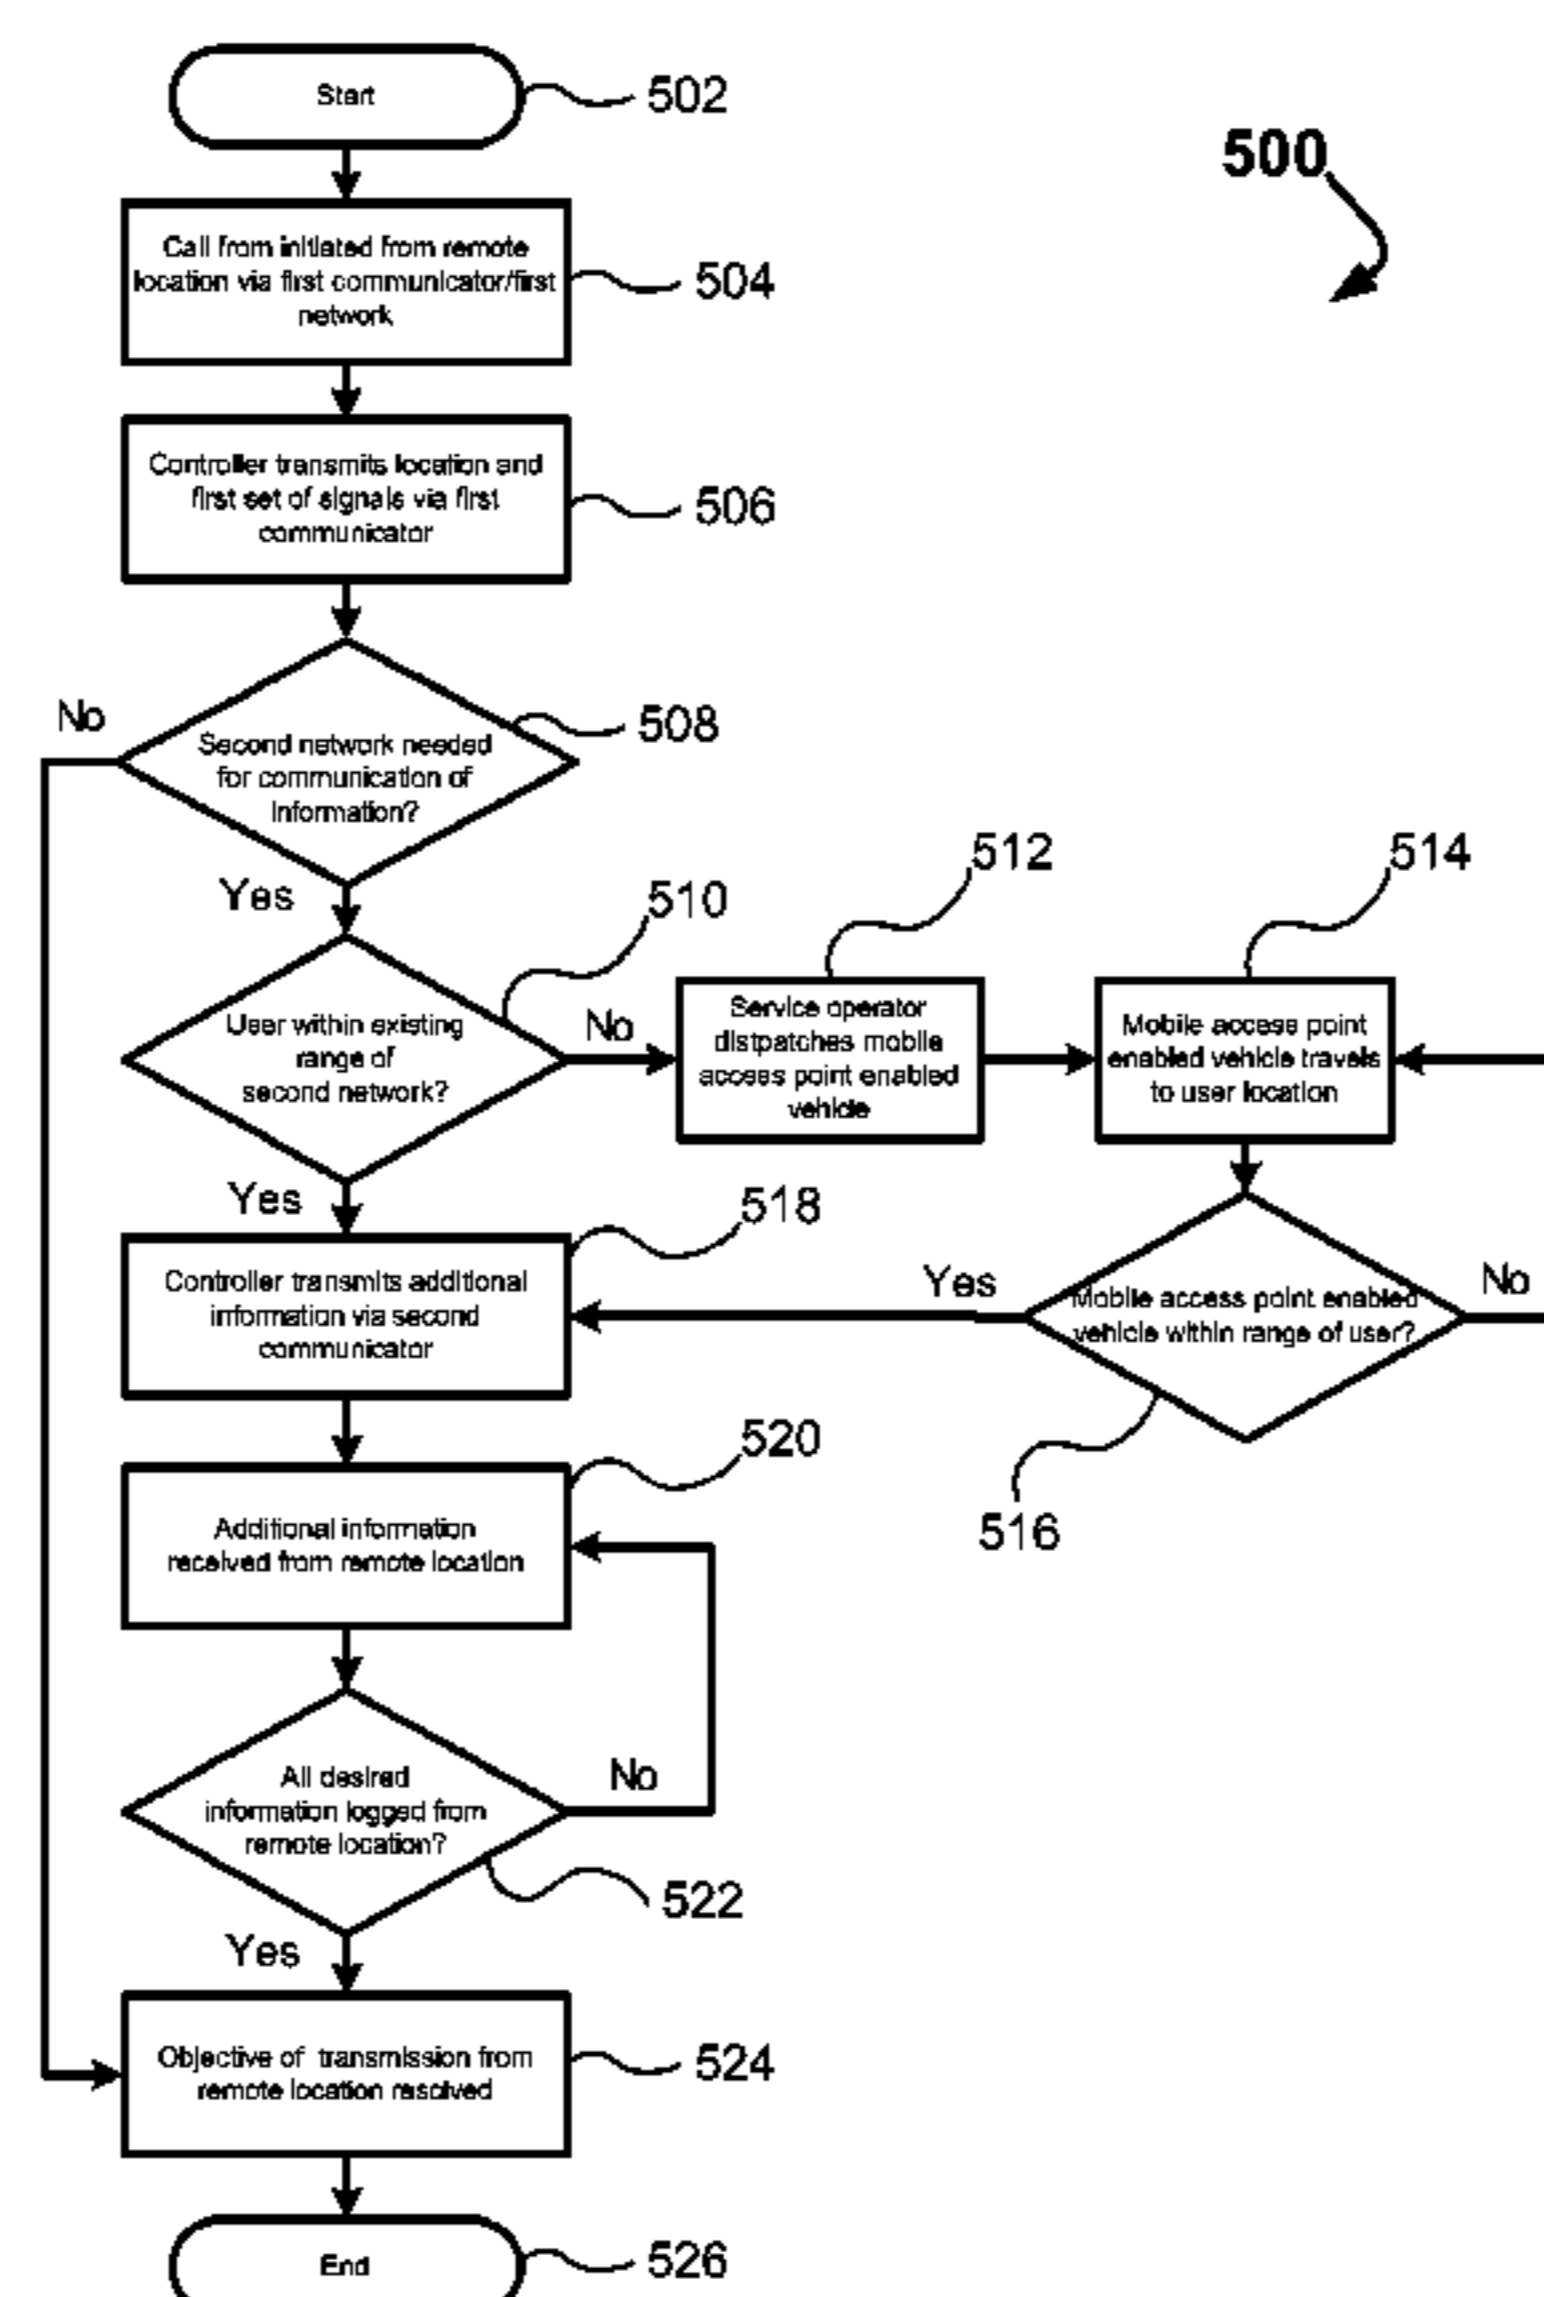 Start
502
500
Call from initiated from remote
location via first communicator/first
network
504
Controller transmits location and
first set of signals via first
communicator
506
No
508
Second network needed
for communication of
Information?
Yes
510
512
514
User within existing
range of
second network?
No
Service operator
distpatches mobile
access point enabled
vehicle
Mobile access point
enabled vehicle travels
to user location
Yes
518
Controller transmits additional
information via second
communicator
Yes
Mobile access point enabled
vehicle within range of user?
No
516
520
Additional information
received from remote location
All desired
information logged from
remote location?
No
522
Yes
Objective of transmission from
remote location resolved
524
End
526